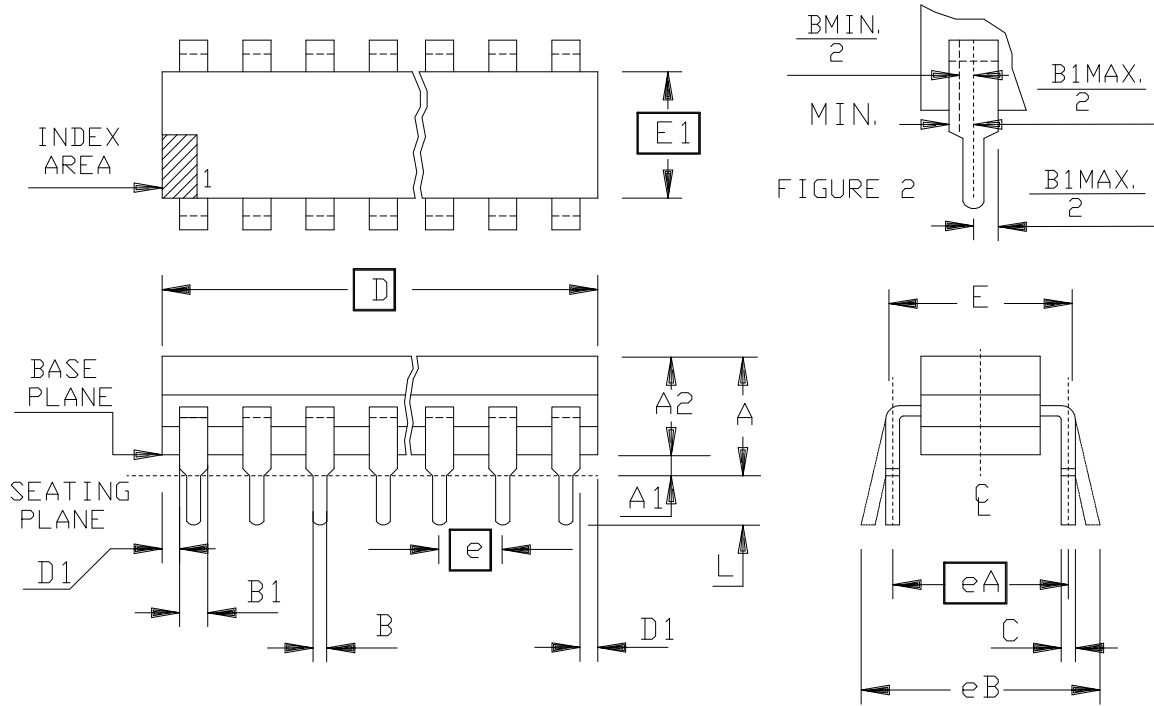 INDEX
AREA
1
E1
BMIN.
2
B1MAX.
2
MIN.
FIGURE 2
B1MAX.
2
D
E
BASE
PLANE
A2
A
SEATING
PLANE
A1
CL
D1
e
L
B1
B
D1
eA
C
eB